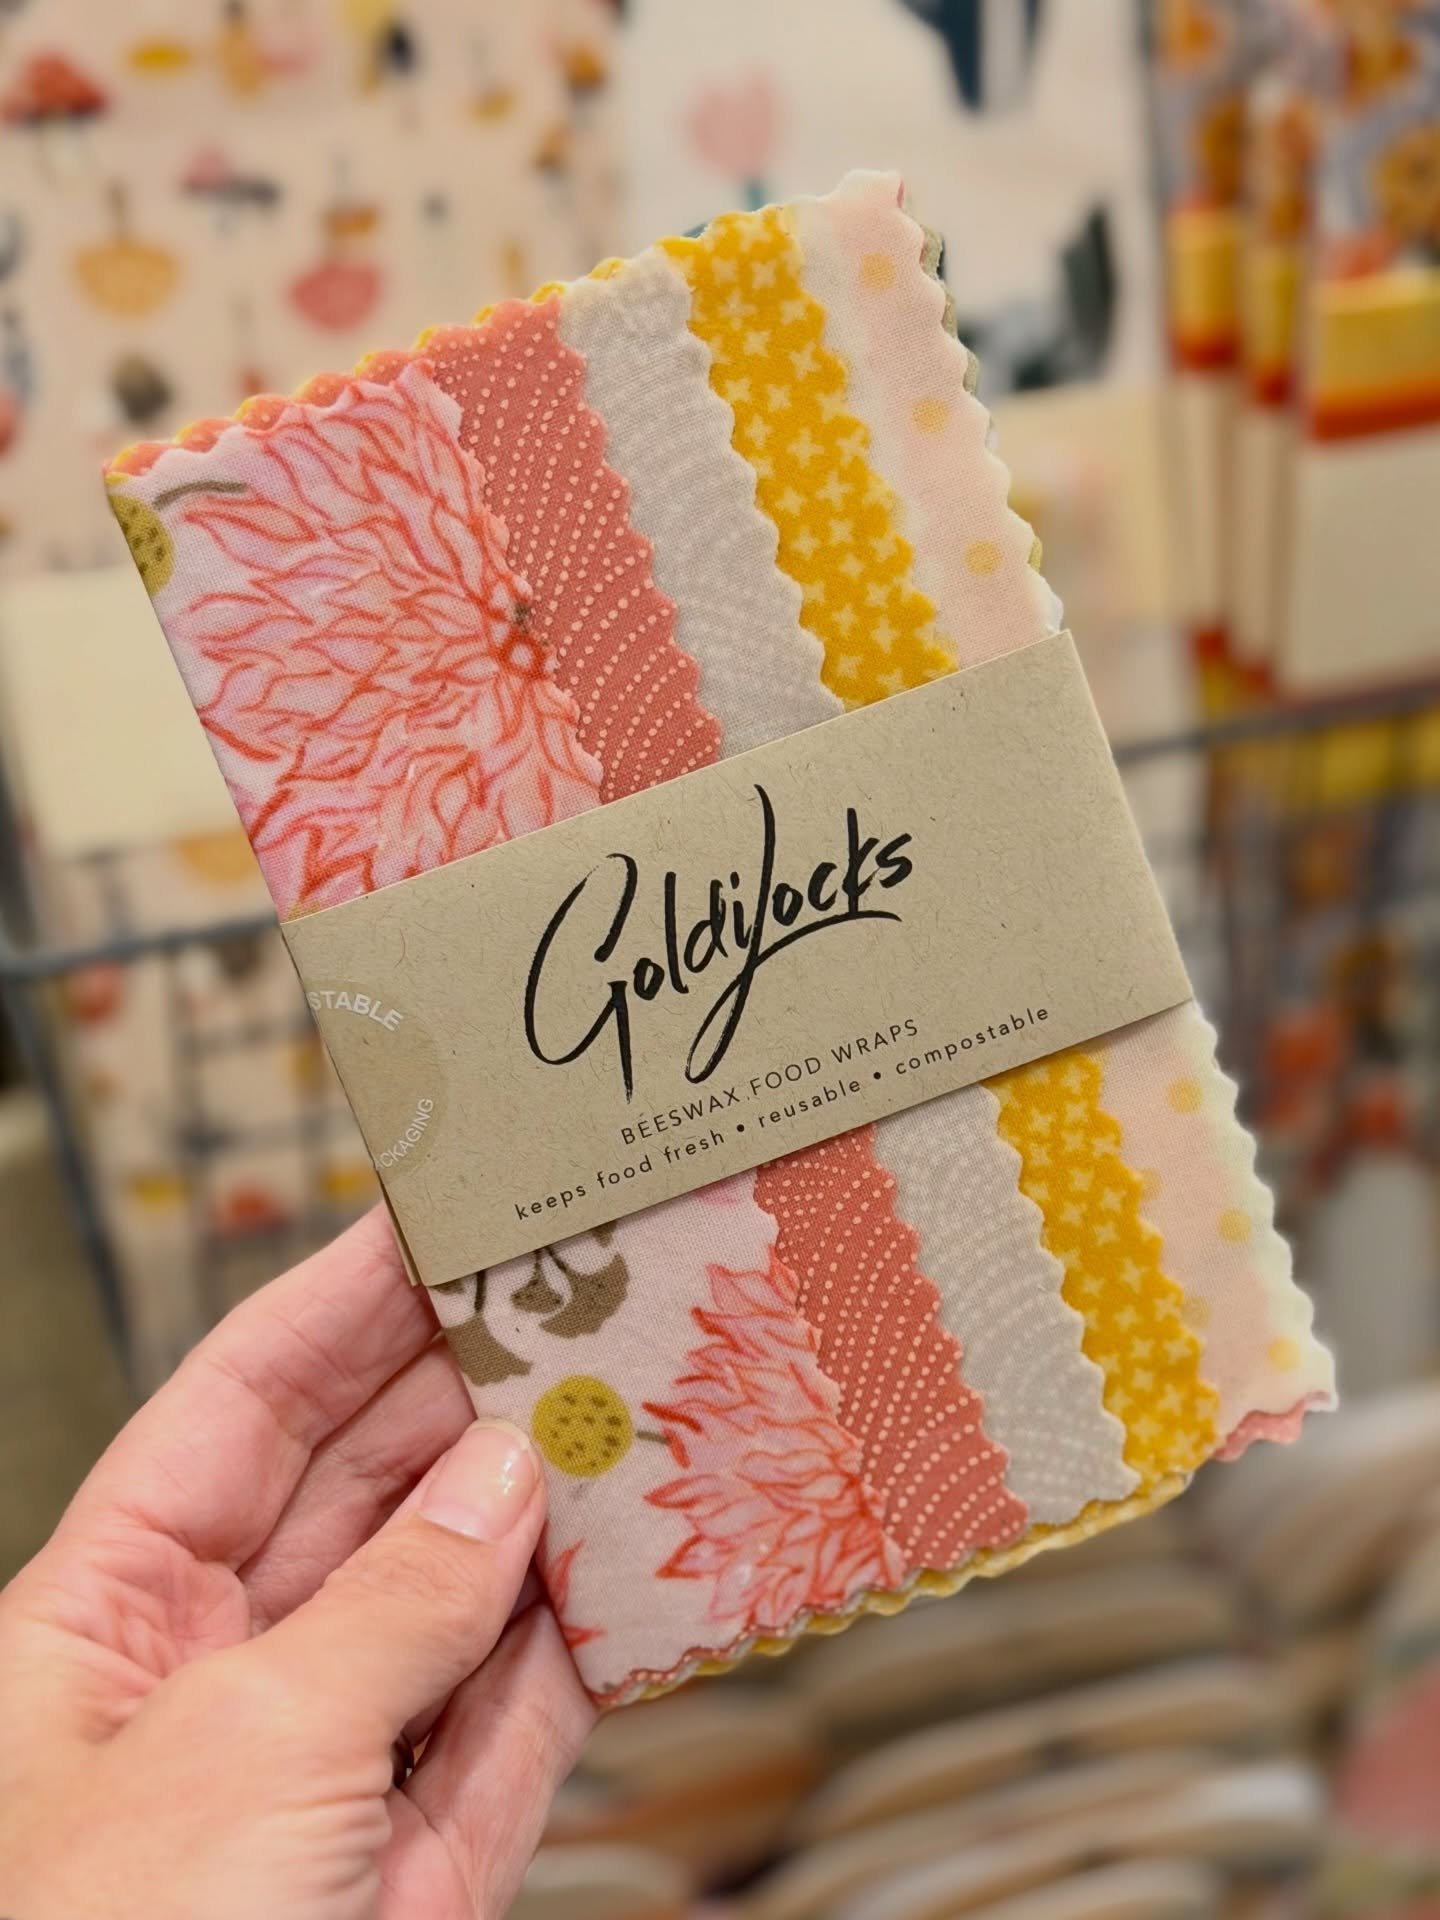 Goldilocks
BEESWAX FOOD WRAPS
keeps food fresh • reusable • compostable
STABLE
CKAGING